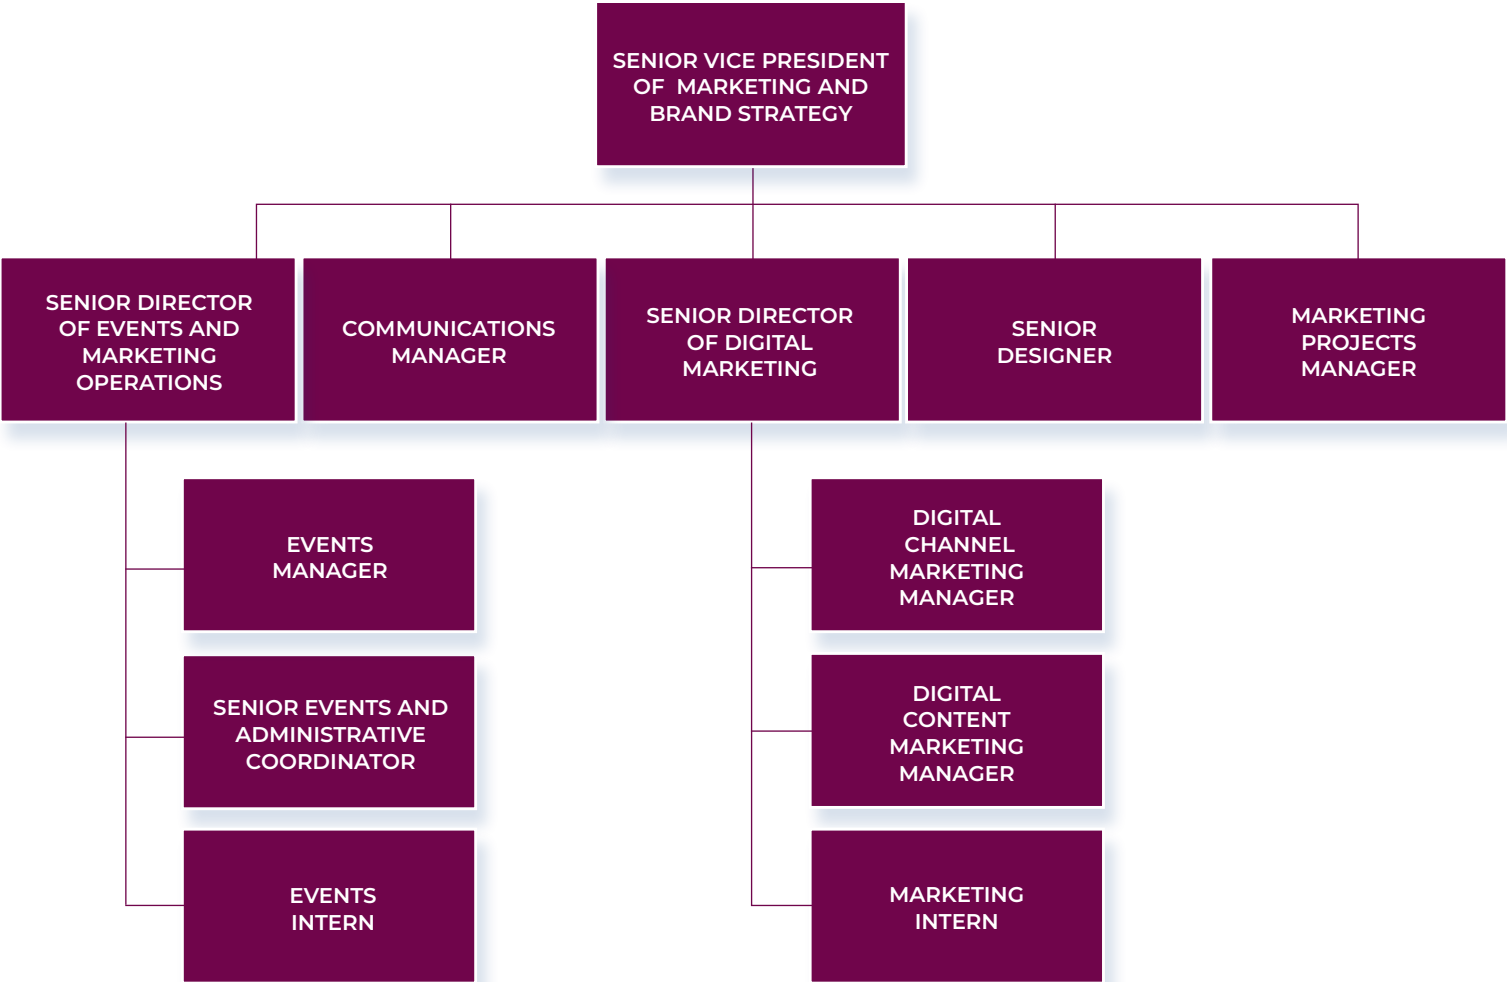 SENIOR VICE PRESIDENT
OF MARKETING AND
BRAND STRATEGY
SENIOR DIRECTOR
OF EVENTS AND
MARKETING
OPERATIONS
COMMUNICATIONS
MANAGER
SENIOR DIRECTOR
OF DIGITAL
MARKETING
SENIOR
DESIGNER
MARKETING
PROJECTS
MANAGER
EVENTS
MANAGER
SENIOR EVENTS AND
ADMINISTRATIVE
COORDINATOR
EVENTS
INTERN
DIGITAL
CHANNEL
MARKETING
MANAGER
DIGITAL
CONTENT
MARKETING
MANAGER
MARKETING
INTERN